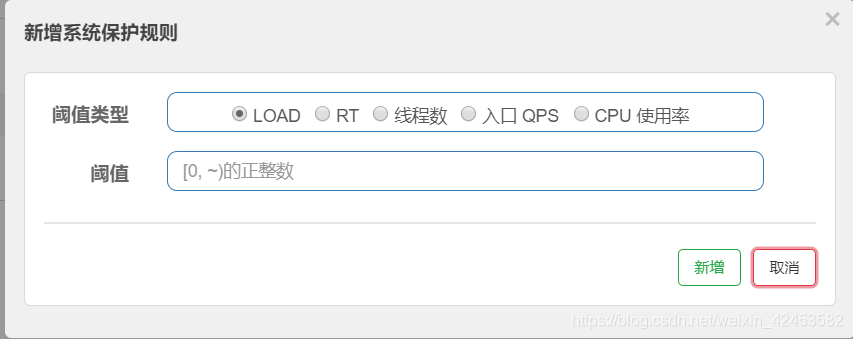 新增系统保护规则
×
阈值类型 LOAD RT 线程数 入口 QPS CPU 使用率
阈值 [0, ~)的正整数
新增 取消
https://blog.csdn.net/weixin_42453582